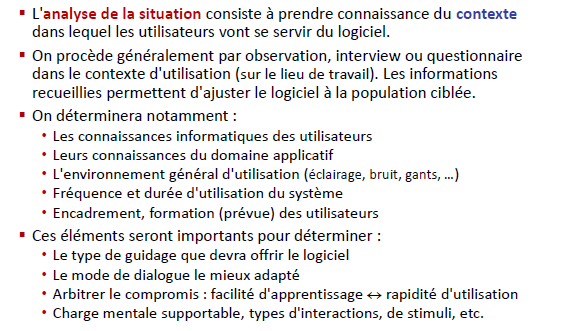 ▪ L'analyse de la situation consiste à prendre connaissance du contexte
dans lequel les utilisateurs vont se servir du logiciel.
▪ On procède généralement par observation, interview ou questionnaire
dans le contexte d'utilisation (sur le lieu de travail). Les informations
recueillies permettent d'ajuster le logiciel à la population ciblée.
▪ On déterminera notamment :
• Les connaissances informatiques des utilisateurs
• Leurs connaissances du domaine applicatif
• L'environnement général d'utilisation (éclairage, bruit, gants, …)
• Fréquence et durée d'utilisation du système
• Encadrement, formation (prévue) des utilisateurs
▪ Ces éléments seront importants pour déterminer :
• Le type de guidage que devra offrir le logiciel
• Le mode de dialogue le mieux adapté
• Arbitrer le compromis : facilité d'apprentissage ↔ rapidité d'utilisation
• Charge mentale supportable, types d'interactions, de stimuli, etc.